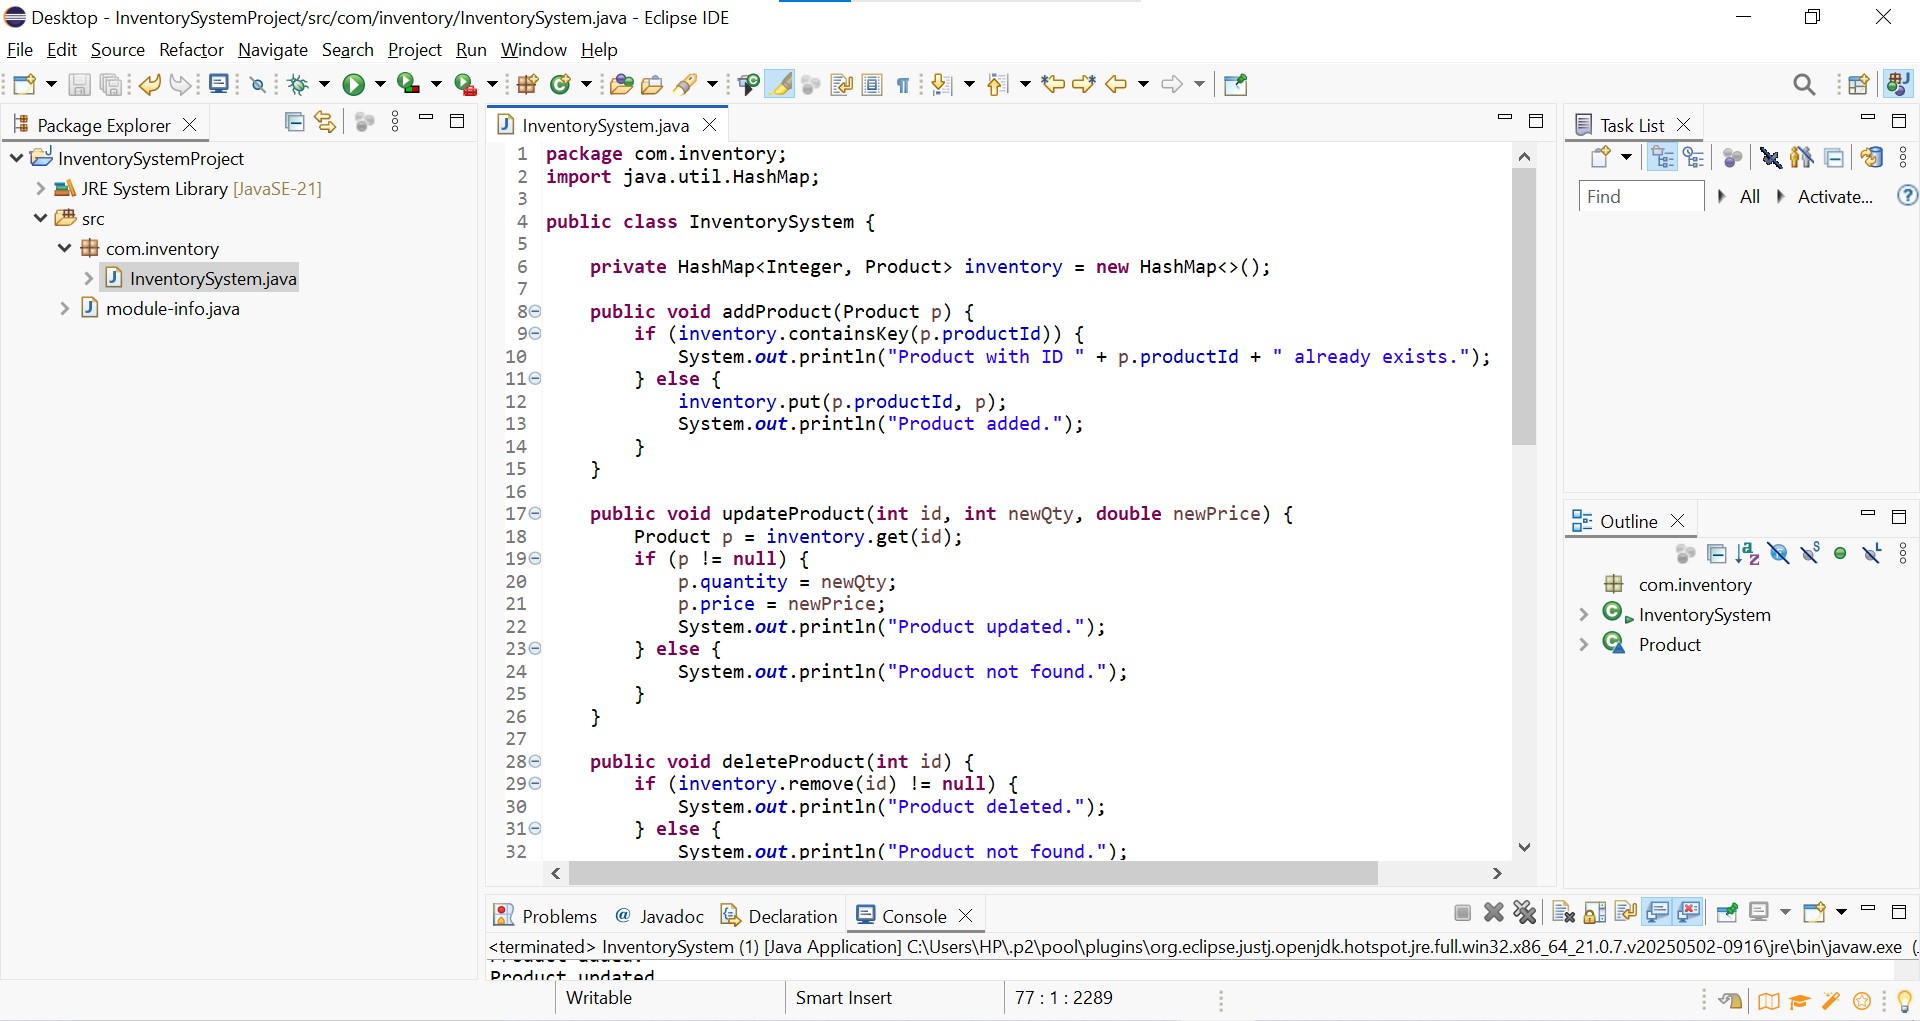 Desktop - InventorySystemProject/src/com/inventory/InventorySystem.java - Eclipse IDE
File Edit Source Refactor Navigate Search Project Run Window Help
Package Explorer
InventorySystemProject
JRE System Library [JavaSE-21]
src
com.inventory
InventorySystem.java
module-info.java
InventorySystem.java
1 package com.inventory;
2 import java.util.HashMap;
3
4 public class InventorySystem {
5
6     private HashMap<Integer, Product> inventory = new HashMap<>();
7
8     public void addProduct(Product p) {
9         if (inventory.containsKey(p.productId)) {
10             System.out.println("Product with ID " + p.productId + " already exists.");
11         } else {
12             inventory.put(p.productId, p);
13             System.out.println("Product added.");
14         }
15     }
16
17     public void updateProduct(int id, int newQty, double newPrice) {
18         Product p = inventory.get(id);
19         if (p != null) {
20             p.quantity = newQty;
21             p.price = newPrice;
22             System.out.println("Product updated.");
23         } else {
24             System.out.println("Product not found.");
25         }
26     }
27
28     public void deleteProduct(int id) {
29         if (inventory.remove(id) != null) {
30             System.out.println("Product deleted.");
31         } else {
32             System.out.println("Product not found.");
Task List
Find All Activate...
Outline
com.inventory
InventorySystem
Product
Problems @ Javadoc Declaration Console
<terminated> InventorySystem (1) [Java Application] C:\Users\HP\.p2\pool\plugins\org.eclipse.justj.openjdk.hotspot.jre.full.win32.x86_64_21.0.7.v20250502-0916\jre\bin\javaw.exe (.
Product updated
Writable Smart Insert 77 : 1 : 2289